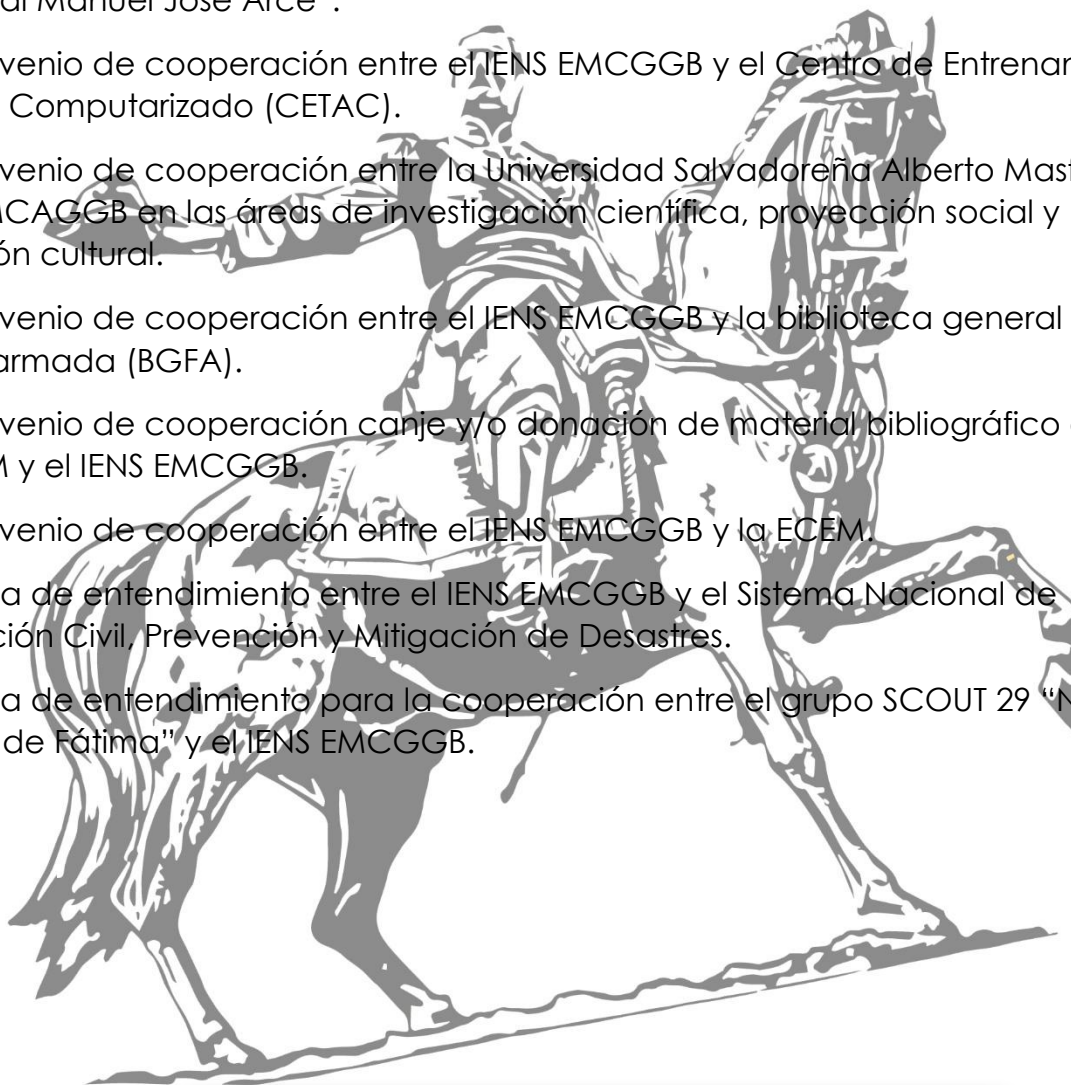 al Manuel José Arce”.
venio de cooperación entre el IENS EMCGGB y el Centro de Entrenam
Computarizado (CETAC).
venio de cooperación entre la Universidad Salvadoreña Alberto Masf
MCAGGB en las áreas de investigación científica, proyección social y
ón cultural.
venio de cooperación entre el IENS EMCGGB y la biblioteca general
armada (BGFA).
venio de cooperación canje y/o donación de material bibliográfico
M y el IENS EMCGGB.
venio de cooperación entre el IENS EMCGGB y la ECEM.
a de entendimiento entre el IENS EMCGGB y el Sistema Nacional de
ción Civil, Prevención y Mitigación de Desastres.
a de entendimiento para la cooperación entre el grupo SCOUT 29 “N
de Fátima” y el IENS EMCGGB.